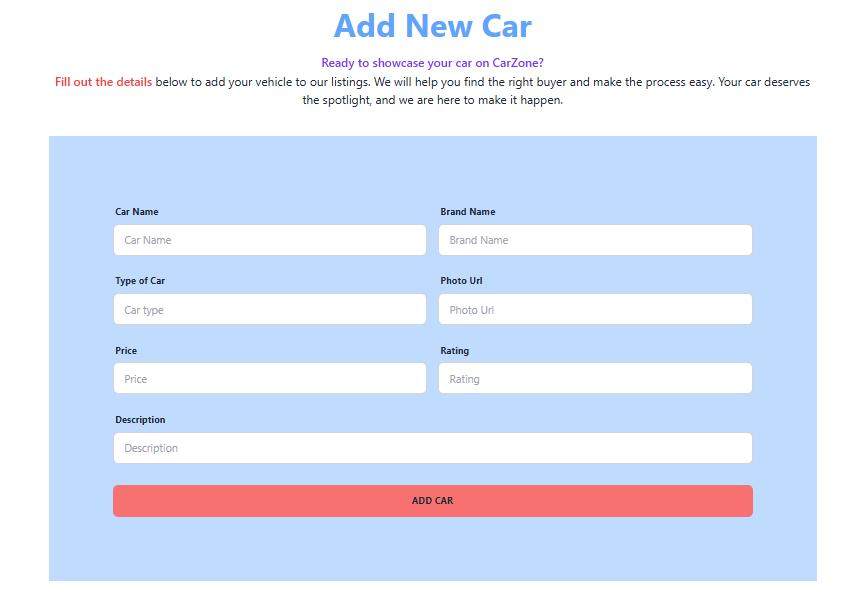 Add New Car
Ready to showcase your car on CarZone?
Fill out the details below to add your vehicle to our listings. We will help you find the right buyer and make the process easy. Your car deserves
the spotlight, and we are here to make it happen.
Car Name Brand Name
Car Name Brand Name
Type of Car Photo Url
Car type Photo Url
Price Rating
Price Rating
Description
Description
ADD CAR